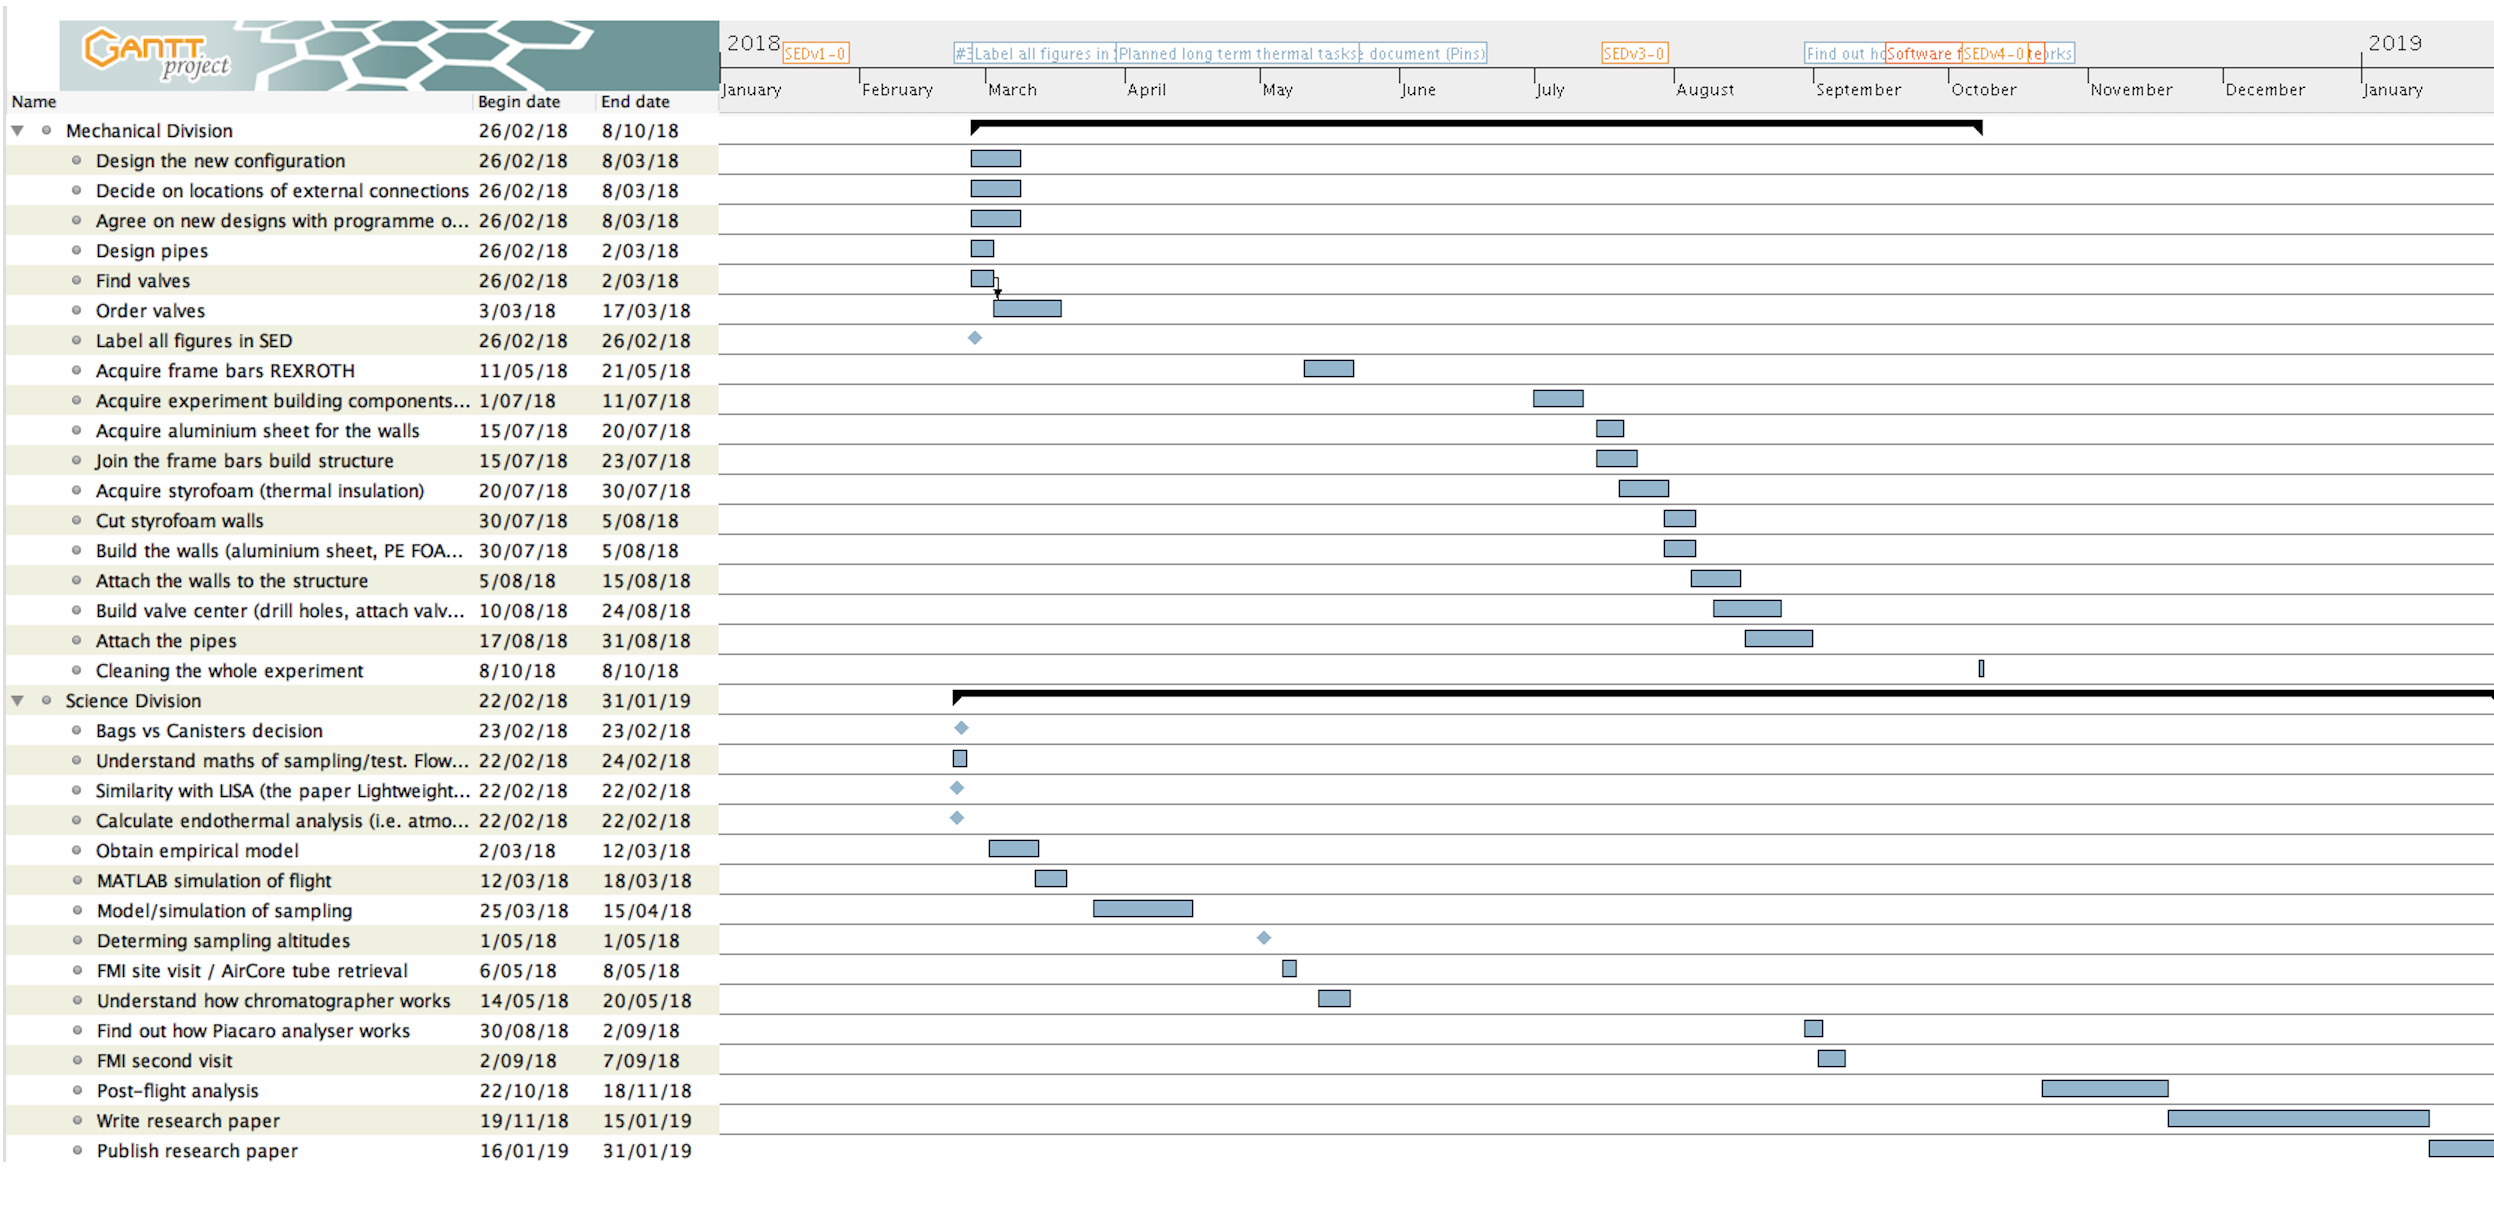 GANTT
project
2018
2019
SEDv1-0
#3
Label all figures in
Planned long term thermal tasks
document (Pins)
SEDv3-0
Find out ho
Software f
SEDv4-0
te
rks
January February March April May June July August September October November December January
Name Begin date End date
Mechanical Division 26/02/18 8/10/18
Design the new configuration 26/02/18 8/03/18
Decide on locations of external connections 26/02/18 8/03/18
Agree on new designs with programme o... 26/02/18 8/03/18
Design pipes 26/02/18 2/03/18
Find valves 26/02/18 2/03/18
Order valves 3/03/18 17/03/18
Label all figures in SED 26/02/18 26/02/18
Acquire frame bars REXROTH 11/05/18 21/05/18
Acquire experiment building components... 1/07/18 11/07/18
Acquire aluminium sheet for the walls 15/07/18 20/07/18
Join the frame bars build structure 15/07/18 23/07/18
Acquire styrofoam (thermal insulation) 20/07/18 30/07/18
Cut styrofoam walls 30/07/18 5/08/18
Build the walls (aluminium sheet, PE FOA... 30/07/18 5/08/18
Attach the walls to the structure 5/08/18 15/08/18
Build valve center (drill holes, attach valv... 10/08/18 24/08/18
Attach the pipes 17/08/18 31/08/18
Cleaning the whole experiment 8/10/18 8/10/18
Science Division 22/02/18 31/01/19
Bags vs Canisters decision 23/02/18 23/02/18
Understand maths of sampling/test. Flow... 22/02/18 24/02/18
Similarity with LISA (the paper Lightweight... 22/02/18 22/02/18
Calculate endothermal analysis (i.e. atmo... 22/02/18 22/02/18
Obtain empirical model 2/03/18 12/03/18
MATLAB simulation of flight 12/03/18 18/03/18
Model/simulation of sampling 25/03/18 15/04/18
Determing sampling altitudes 1/05/18 1/05/18
FMI site visit / AirCore tube retrieval 6/05/18 8/05/18
Understand how chromatographer works 14/05/18 20/05/18
Find out how Piacaro analyser works 30/08/18 2/09/18
FMI second visit 2/09/18 7/09/18
Post-flight analysis 22/10/18 18/11/18
Write research paper 19/11/18 15/01/19
Publish research paper 16/01/19 31/01/19